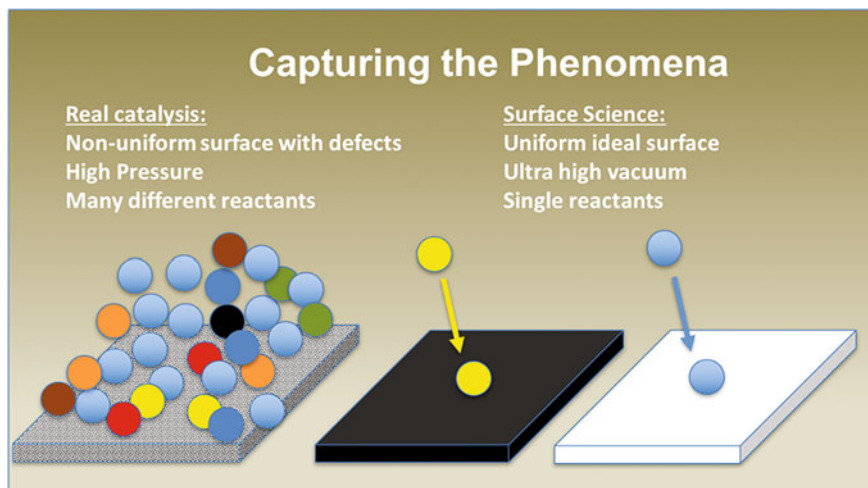 Capturing the Phenomena
Real catalysis:
Non-uniform surface with defects
High Pressure
Many different reactants
Surface Science:
Uniform ideal surface
Ultra high vacuum
Single reactants